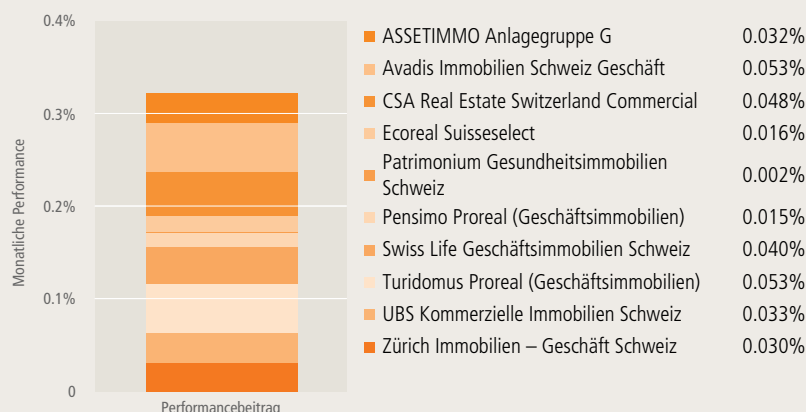 0.4%
0.3%
0.2%
0.1%
0
Monatliche Performance
Performancebeitrag
ASSETIMMO Anlagegruppe G 0.032%
Avadis Immobilien Schweiz Geschäft 0.053%
CSA Real Estate Switzerland Commercial 0.048%
Ecoreal Suisseselect 0.016%
Patrimonium Gesundheitsimmobilien
Schweiz 0.002%
Pensimo Proreal (Geschäftsimmobilien) 0.015%
Swiss Life Geschäftsimmobilien Schweiz 0.040%
Turidomus Proreal (Geschäftsimmobilien) 0.053%
UBS Kommerzielle Immobilien Schweiz 0.033%
Zürich Immobilien – Geschäft Schweiz 0.030%